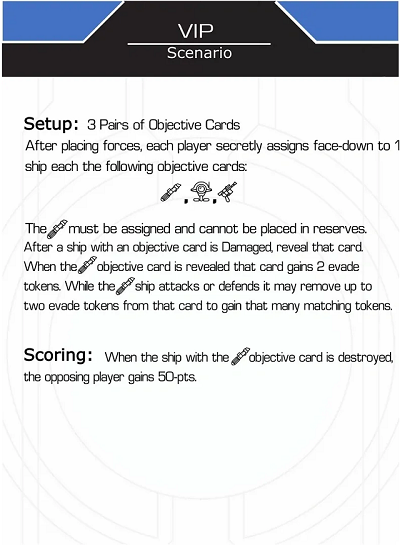 VIP
Scenario
Setup: 3 Pairs of Objective Cards
After placing forces, each player secretly assigns face-down to 1
ship each the following objective cards:
, ,
The must be assigned and cannot be placed in reserves.
After a ship with an objective card is Damaged, reveal that card.
When the objective card is revealed that card gains 2 evade
tokens. While the ship attacks or defends it may remove up to
two evade tokens from that card to gain that many matching tokens.
Scoring: When the ship with the objective card is destroyed,
the opposing player gains 50-pts.